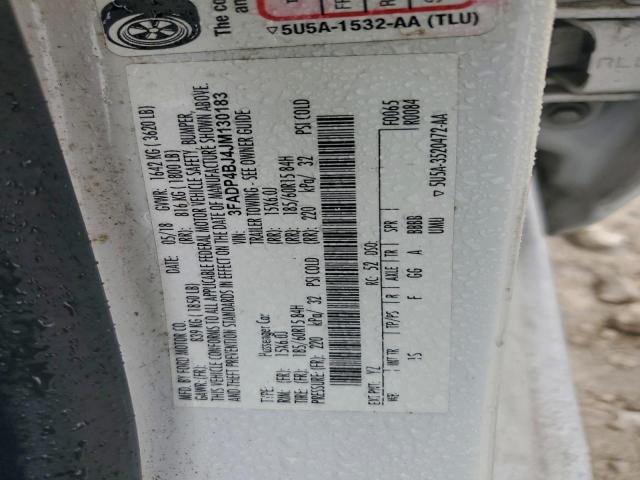 The co
an
▽5U5A-1532-AA (TLU)
MFD. BY FORD MOTOR CO.
DATE: 05/18 GVWR: 1642 KG ( 3620 LB)
GAWR: (FR): 839 KG ( 1850 LB) (RR): 816 KG ( 1800 LB)
THIS VEHICLE CONFORMS TO ALL APPLICABLE FEDERAL MOTOR VEHICLE SAFETY, BUMPER,
AND THEFT PREVENTION STANDARDS IN EFFECT ON THE DATE OF MANUFACTURE SHOWN ABOVE.
VIN: 3FADP4BJ4JM130183
TYPE: Passenger Car TRAILER TOWING - SEE OWNER GUIDE
RIM: (FR): 15X6.0J (RR): 15X6.0J
TIRE: (FR): 185/60R15 84H (RR): 185/60R15 84H
PRESSURE: (FR): 220 kPa/ 32 PSI COLD (RR): 220 kPa/ 32 PSI COLD
EXT PNT: YZ RC: 52 DSO: F0065
R0084
WB INT TR TP/PS R AXLE TR SPR
15 F GG A BBBB
UNU ▽5U5A-3520472-AA